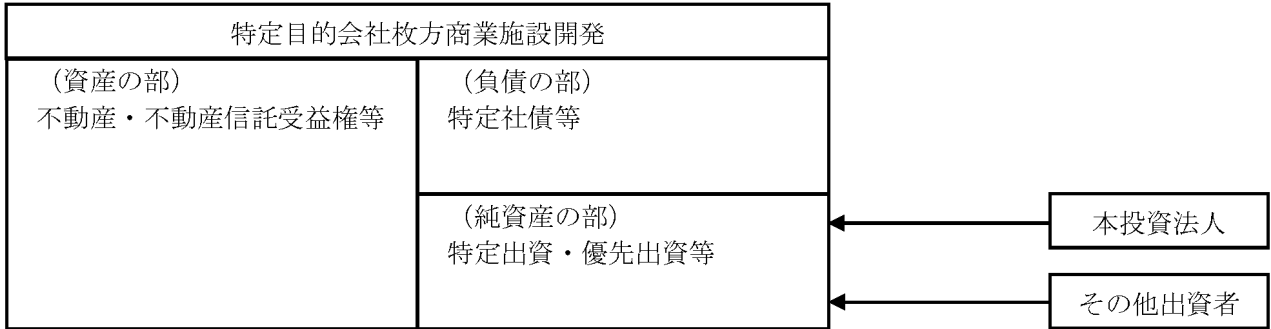 特定目的会社枚方商業施設開発
（資産の部）
不動産・不動産信託受益権等
（負債の部）
特定社債等
（純資産の部）
特定出資・優先出資等
本投資法人
その他出資者